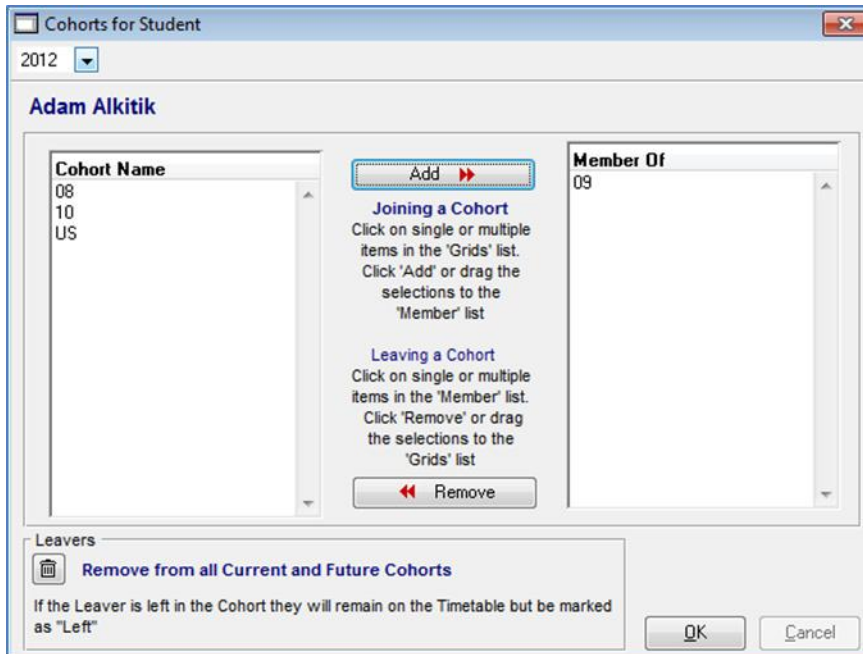 Cohorts for Student
2012
Adam Alkitik
Cohort Name
08
10
US
Add
Joining a Cohort
Click on single or multiple
items in the 'Grids' list.
Click 'Add' or drag the
selections to the
'Member' list
Leaving a Cohort
Click on single or multiple
items in the 'Member' list.
Click 'Remove' or drag
the selections to the
'Grids' list
Remove
Member Of
09
Leavers
Remove from all Current and Future Cohorts
If the Leaver is left in the Cohort they will remain on the Timetable but be marked
as "Left"
OK
Cancel